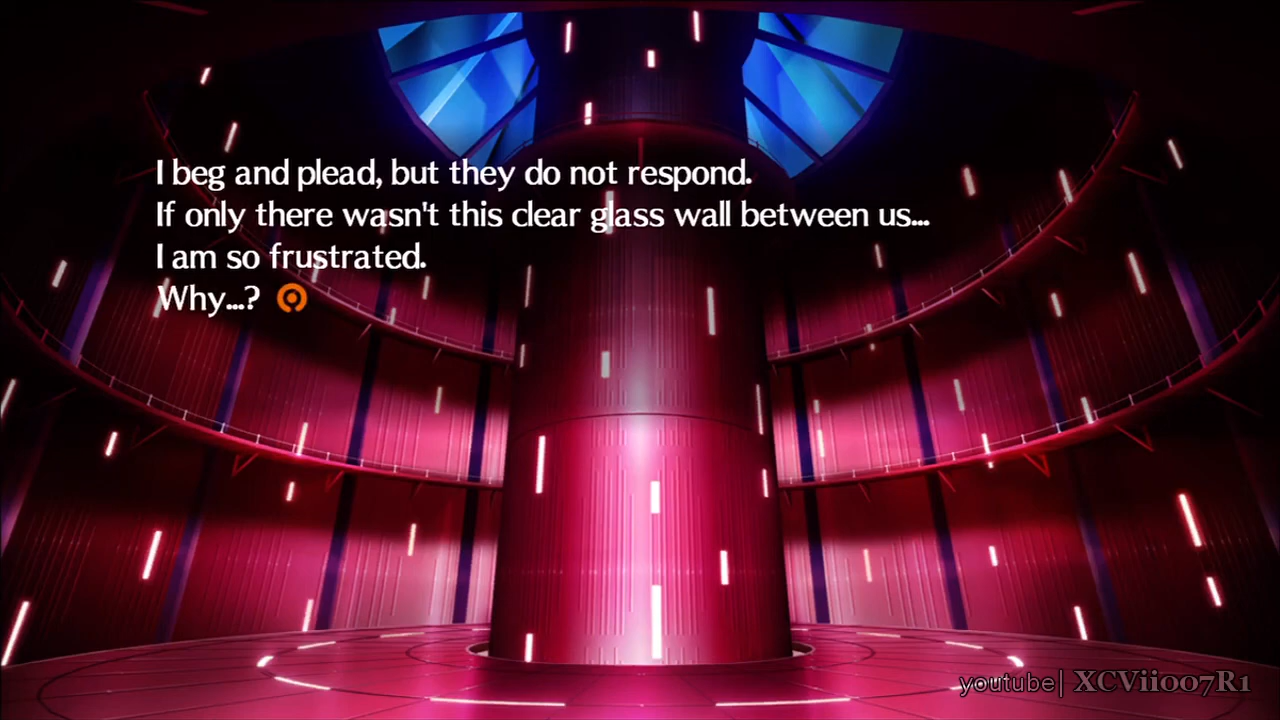 I beg and plead, but they do not respond.
If only there wasn't this clear glass wall between us...
I am so frustrated.
Why...?
youtube| XCVii007R1